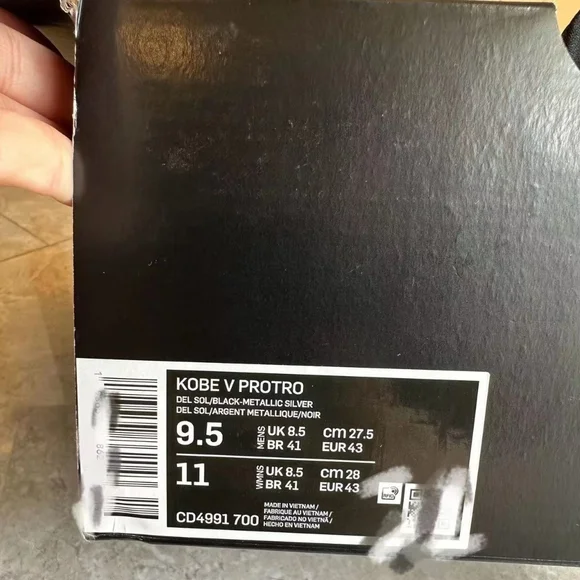 KOBE V PROTRO
DEL SOL/BLACK-METALLIC SILVER
DEL SOL/ARGENT METALLIQUE/NOIR
9.5 MENS UK 8.5 cm 27.5
BR 41 EUR 43
11 WMNS UK 8.5 cm 28
BR 41 EUR 43
CD4991 700
MADE IN VIETNAM/
FABRIQUE AU VIETNAM/
FABRICADO NO VIETNÃ/
HECHO EN VIETNAM
RFID